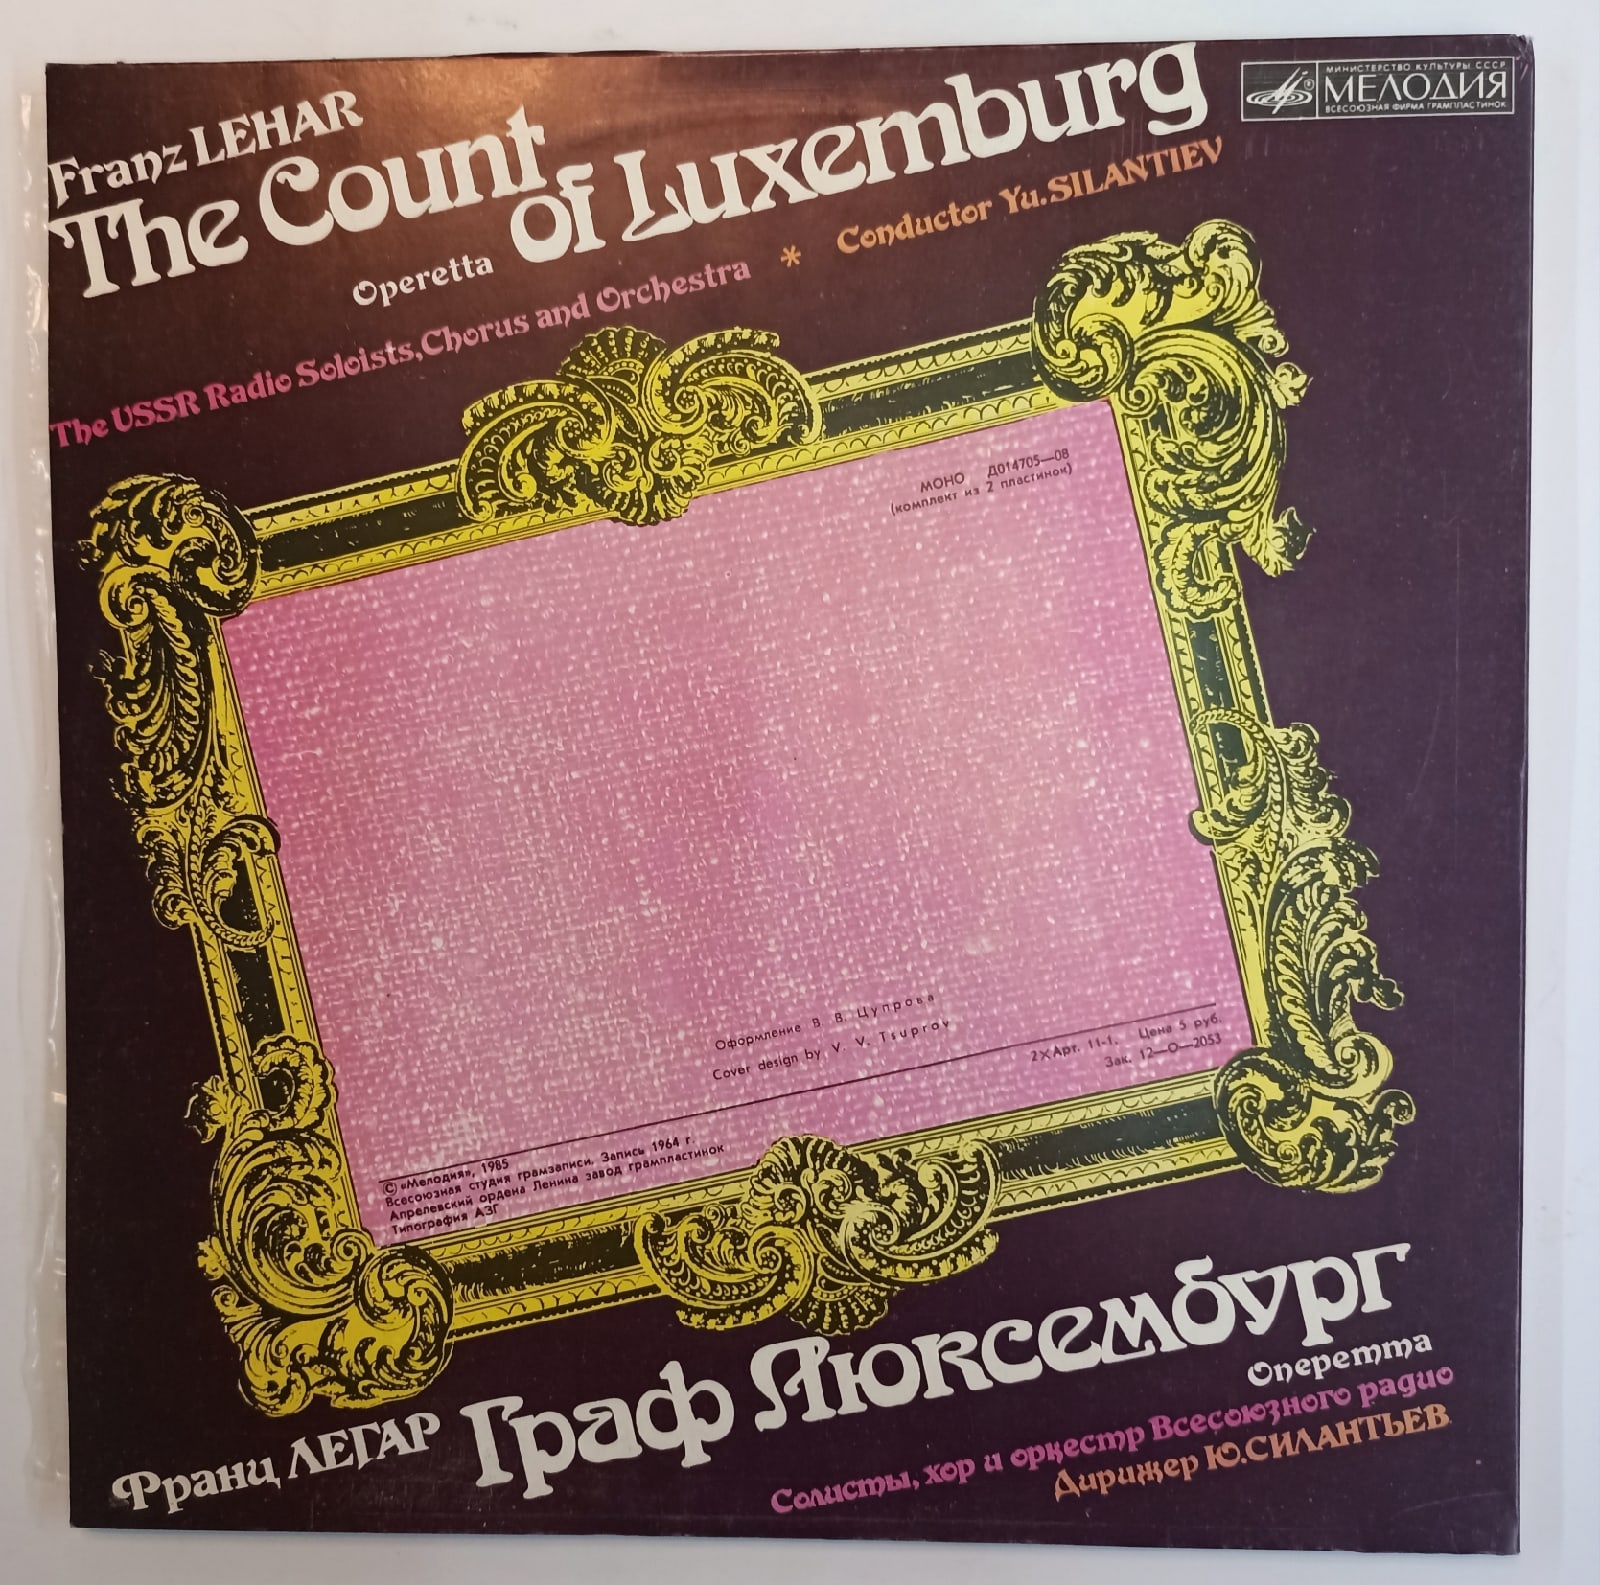 Franz LEHAR
The Count
of Luxemburg
МИНИСТЕРСТВО КУЛЬТУРЫ СССР
МЕЛОДИЯ
ВСЕСОЮЗНАЯ ФИРМА ГРАМПЛАСТИНОК
Operetta
The USSR Radio Soloists, Chorus and Orchestra * Conductor Yu. SILANTIEV
МОНО Д014705—08
(комплект из 2 пластинок)
Оформление В. В. Цупрова
Cover design by V. V. Tsuprov
2×Арт. 11-1. Цена 5 руб.
Зак. 12—О—2053
© «Мелодия», 1985
Всесоюзная студия грамзаписи. Запись 1964 г.
Апрелевский ордена Ленина завод грампластинок
Типография АЗГ
Франц ЛЕГАР
Граф Люксембург
Оперетта
Солисты, хор и оркестр Всесоюзного радио
Дирижер Ю. СИЛАНТЬЕВ